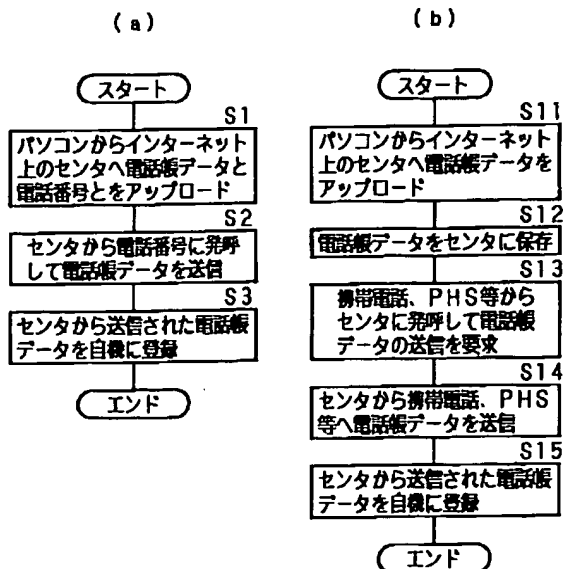 (a)
スタート
S1
パソコンからインターネット
上のセンタへ電話帳データと
電話番号とをアップロード
S2
センタから電話番号に発呼
して電話帳データを送信
S3
センタから送信された電話帳
データを自機に登録
エンド
(b)
スタート
S11
パソコンからインターネット
上のセンタへ電話帳データを
アップロード
S12
電話帳データをセンタに保存
S13
携帯電話、PHS等から
センタに発呼して電話帳
データの送信を要求
S14
センタから携帯電話、PHS
等へ電話帳データを送信
S15
センタから送信された電話帳
データを自機に登録
エンド